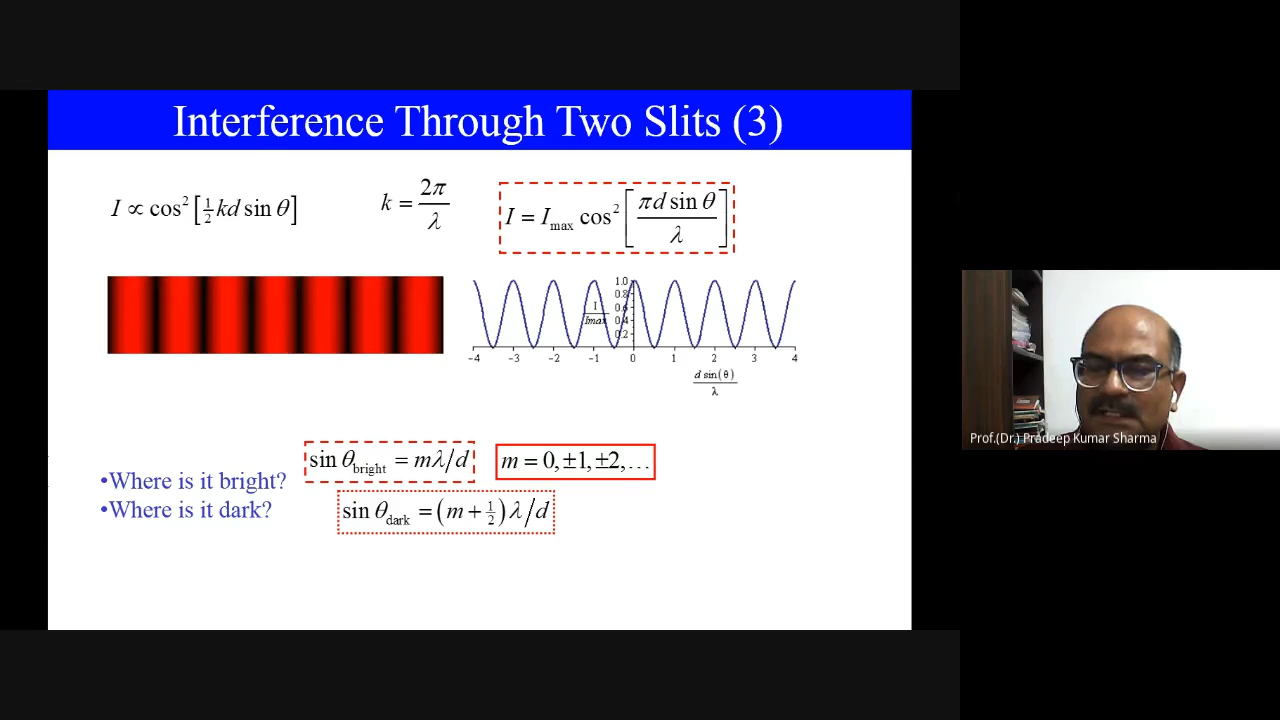 Interference Through Two Slits (3)
I ∝ cos² [½ kd sin θ]
k = 2π/λ
I = I_max cos² [πd sin θ / λ]
1.0
0.8
I/Imax
0.6
0.4
0.2
-4 -3 -2 -1 0 1 2 3 4
d sin(θ)/λ
•Where is it bright?
sin θ_bright = mλ/d
m = 0, ±1, ±2,…
•Where is it dark?
sin θ_dark = (m + ½) λ/d
Prof.(Dr.) Pradeep Kumar Sharma